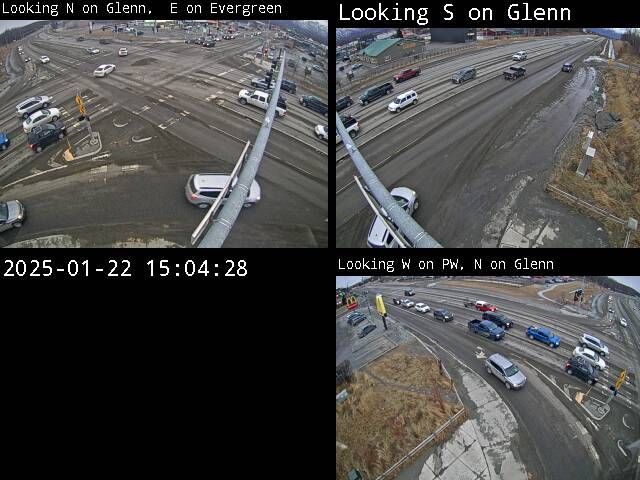 Looking N on Glenn, E on Evergreen
Looking S on Glenn
2025-01-22 15:04:28
Looking W on PW, N on Glenn